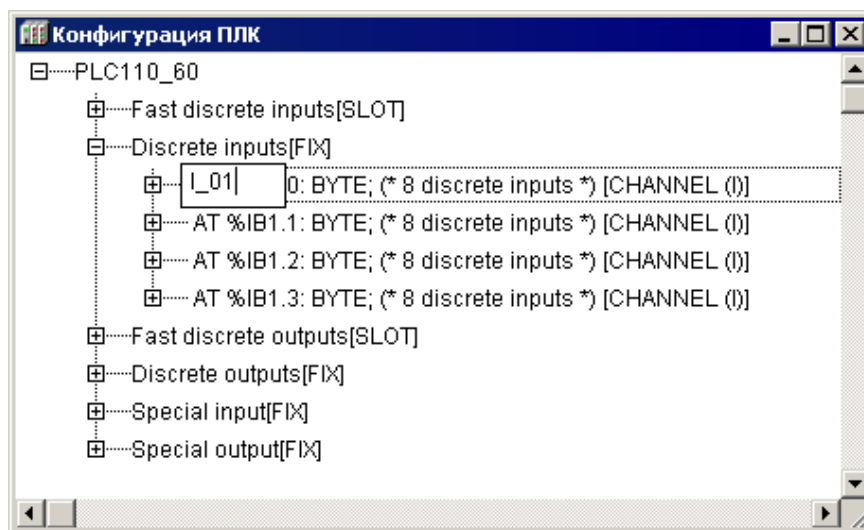 Конфигурация ПЛК
PLC110_60
Fast discrete inputs[SLOT]
Discrete inputs[FIX]
I_01 0: BYTE; (* 8 discrete inputs *) [CHANNEL (I)]
AT %IB1.1: BYTE; (* 8 discrete inputs *) [CHANNEL (I)]
AT %IB1.2: BYTE; (* 8 discrete inputs *) [CHANNEL (I)]
AT %IB1.3: BYTE; (* 8 discrete inputs *) [CHANNEL (I)]
Fast discrete outputs[SLOT]
Discrete outputs[FIX]
Special input[FIX]
Special output[FIX]